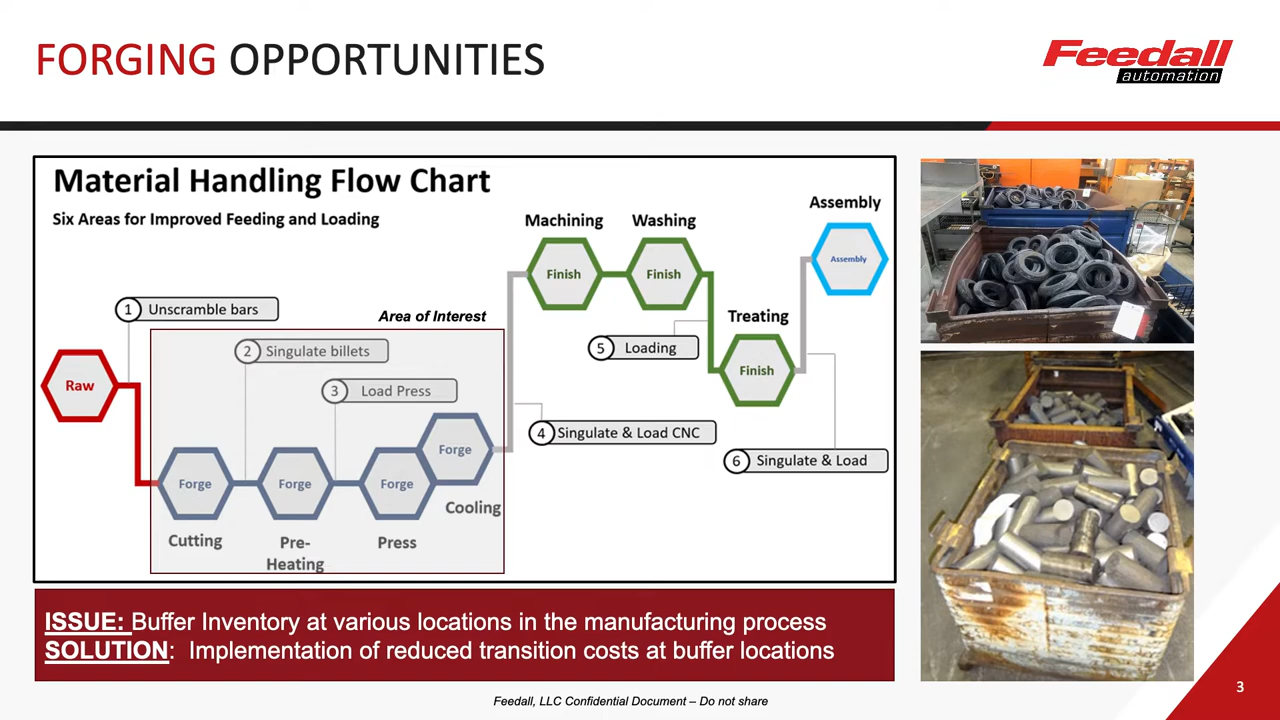 FORGING OPPORTUNITIES
Feedall
automation
Material Handling Flow Chart
Six Areas for Improved Feeding and Loading
Assembly
Machining
Washing
Finish
Finish
Assembly
1 Unscramble bars
Area of Interest
Treating
2 Singulate billets
5 Loading
Raw
3 Load Press
Finish
4 Singulate & Load CNC
Forge
6 Singulate & Load
Forge
Forge
Forge
Cooling
Cutting
Pre-
Heating
Press
ISSUE: Buffer Inventory at various locations in the manufacturing process
SOLUTION: Implementation of reduced transition costs at buffer locations
Feedall, LLC Confidential Document – Do not share
3